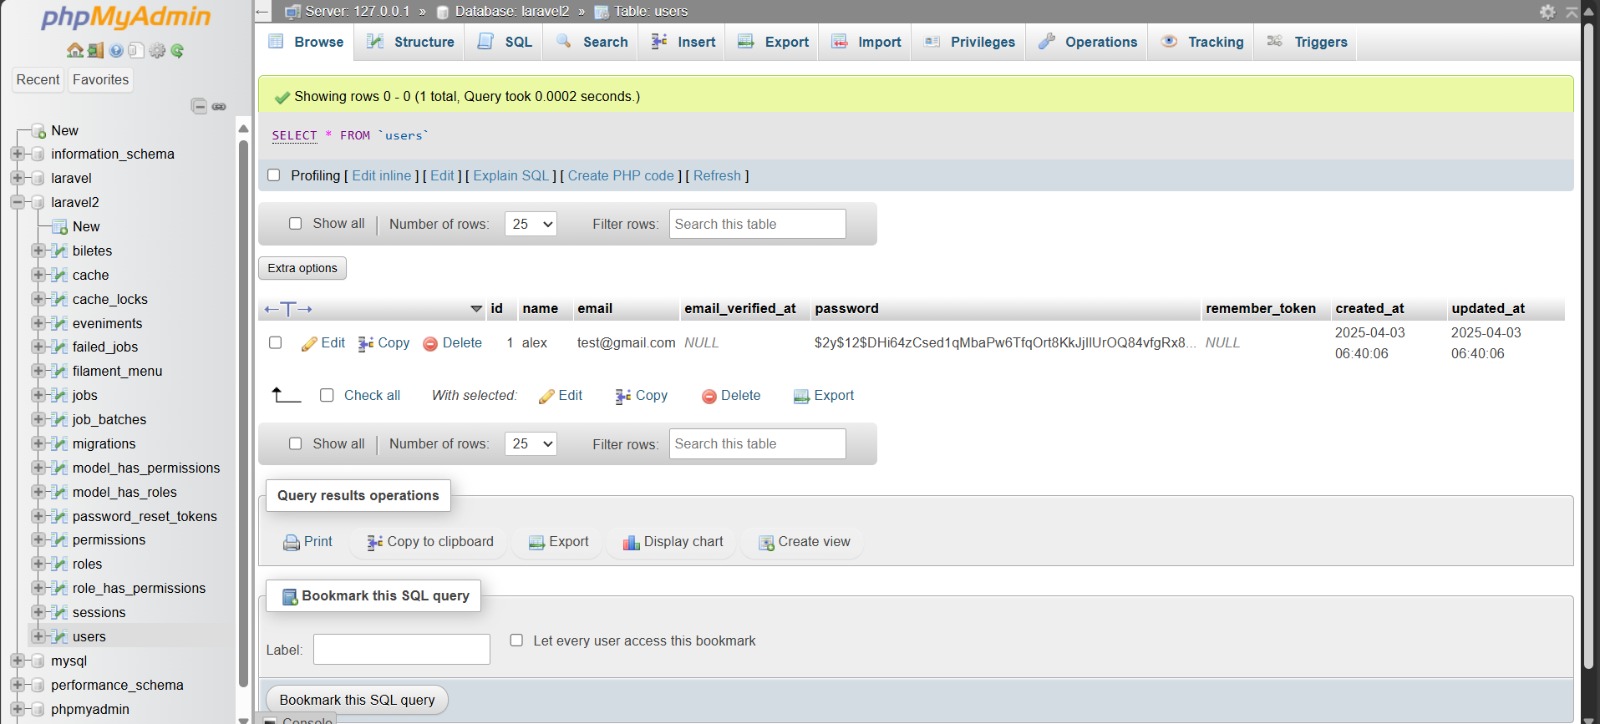 phpMyAdmin
Recent Favorites
New
information_schema
laravel
laravel2
New
biletes
cache
cache_locks
eveniments
failed_jobs
filament_menu
jobs
job_batches
migrations
model_has_permissions
model_has_roles
password_reset_tokens
permissions
roles
role_has_permissions
sessions
users
mysql
performance_schema
phpmyadmin
Server: 127.0.0.1 » Database: laravel2 » Table: users
Browse Structure SQL Search Insert Export Import Privileges Operations Tracking Triggers
Showing rows 0 - 0 (1 total, Query took 0.0002 seconds.)
SELECT * FROM `users`
Profiling [ Edit inline ] [ Edit ] [ Explain SQL ] [ Create PHP code ] [ Refresh ]
Show all Number of rows: 25 Filter rows: Search this table
Extra options
id name email email_verified_at password remember_token created_at updated_at
Edit Copy Delete 1 alex test@gmail.com NULL $2y$12$DHi64zCsed1qMbaPw6TfqOrt8KkJjIlUrOQ84vfgRx8... NULL 2025-04-03 2025-04-03
06:40:06 06:40:06
Check all With selected: Edit Copy Delete Export
Show all Number of rows: 25 Filter rows: Search this table
Query results operations
Print Copy to clipboard Export Display chart Create view
Bookmark this SQL query
Label: Let every user access this bookmark
Bookmark this SQL query
Console